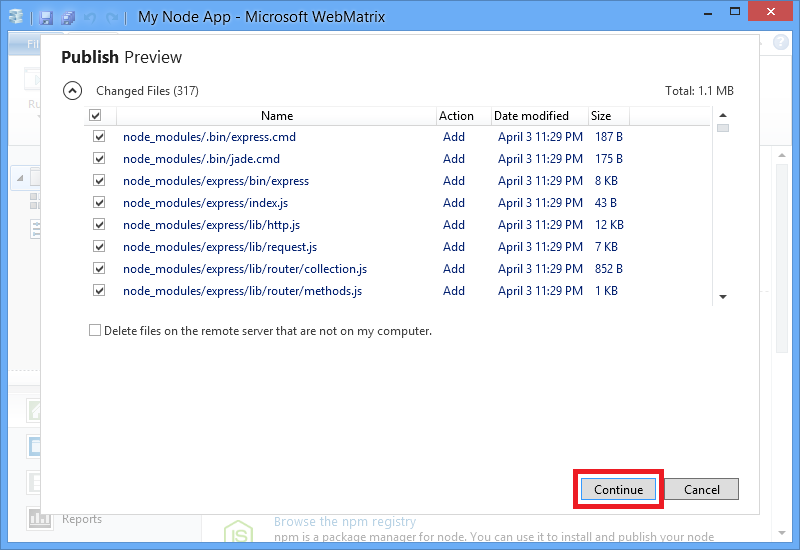 My Node App - Microsoft WebMatrix
Publish Preview
Changed Files (317) Total: 1.1 MB
Name Action Date modified Size
node_modules/.bin/express.cmd Add April 3 11:29 PM 187 B
node_modules/.bin/jade.cmd Add April 3 11:29 PM 175 B
node_modules/express/bin/express Add April 3 11:29 PM 8 KB
node_modules/express/index.js Add April 3 11:29 PM 43 B
node_modules/express/lib/http.js Add April 3 11:29 PM 12 KB
node_modules/express/lib/request.js Add April 3 11:29 PM 7 KB
node_modules/express/lib/router/collection.js Add April 3 11:29 PM 852 B
node_modules/express/lib/router/methods.js Add April 3 11:29 PM 1 KB
Delete files on the remote server that are not on my computer.
Continue Cancel
Reports
Browse the npm registry
npm is a package manager for node. You can use it to install and publish your node